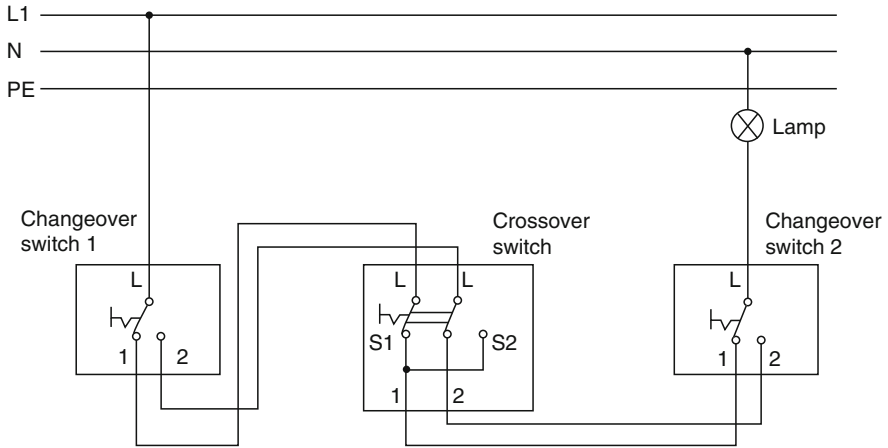 L1
N
PE
Lamp
Changeover
switch 1
Crossover
switch
Changeover
switch 2
L
L
L
L
S1
S2
1
2
1
2
1
2